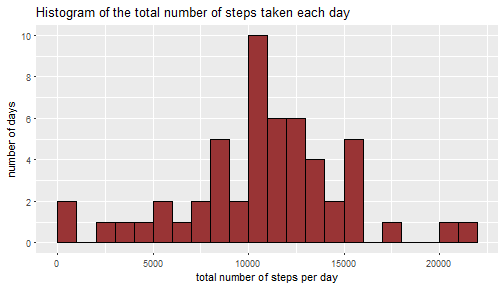 Histogram of the total number of steps taken each day
number of days
10
8
6
4
2
0
0 5000 10000 15000 20000
total number of steps per day